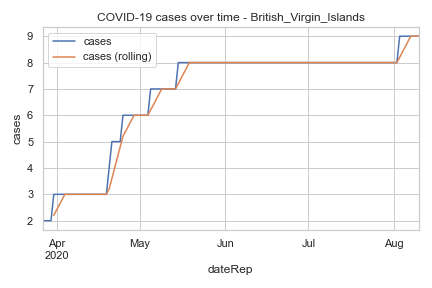 COVID-19 cases over time - British_Virgin_Islands
cases
cases (rolling)
9
8
7
6
5
4
3
2
cases
Apr
2020
May
Jun
Jul
Aug
dateRep